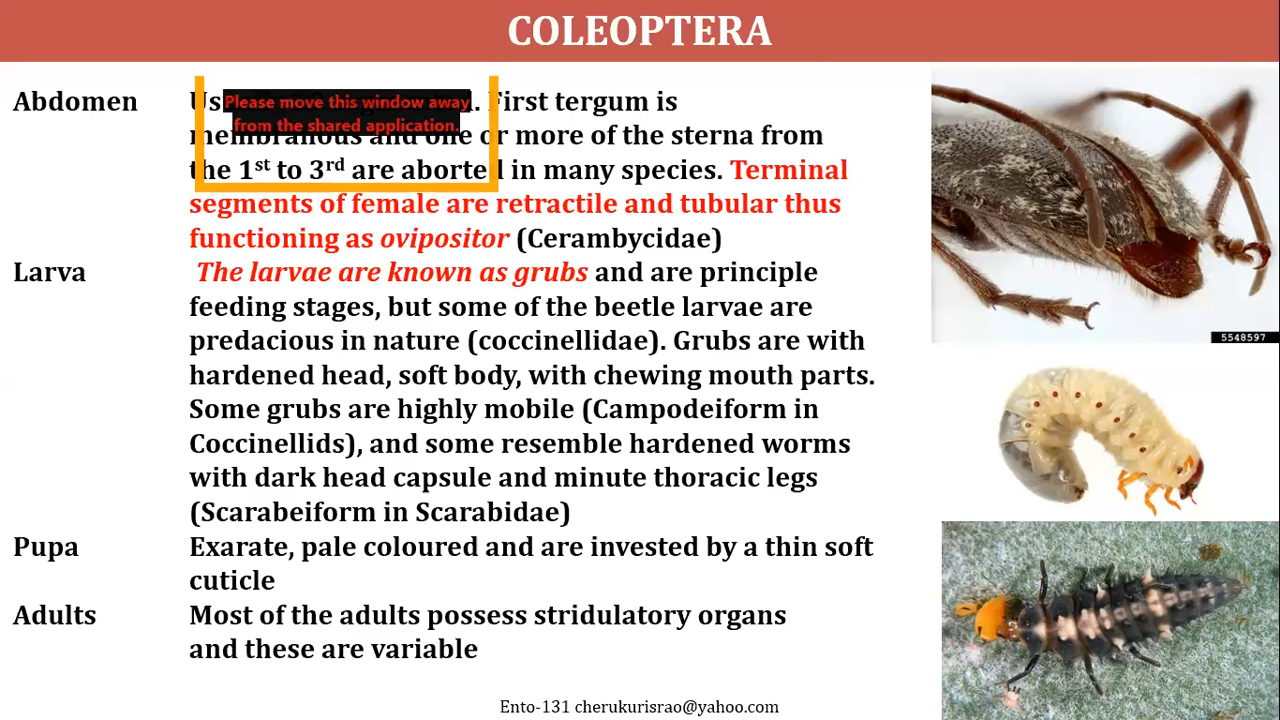 COLEOPTERA
Abdomen
Please move this window away
from the shared application.
First tergum is
membranous and one or more of the sterna from
the 1st to 3rd are aborted in many species. Terminal
segments of female are retractile and tubular thus
functioning as ovipositor (Cerambycidae)
Larva The larvae are known as grubs and are principle
feeding stages, but some of the beetle larvae are
predacious in nature (coccinellidae). Grubs are with
hardened head, soft body, with chewing mouth parts.
Some grubs are highly mobile (Campodeiform in
Coccinellids), and some resemble hardened worms
with dark head capsule and minute thoracic legs
(Scarabeiform in Scarabidae)
Pupa Exarate, pale coloured and are invested by a thin soft
cuticle
Adults Most of the adults possess stridulatory organs
and these are variable
5548597
Ento-131 cherukurisrao@yahoo.com